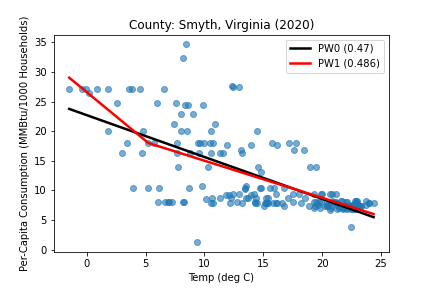 County: Smyth, Virginia (2020)
PW0 (0.47)
PW1 (0.486)
Per-Capita Consumption (MMBtu/1000 Households)
35
30
25
20
15
10
5
0
0 5 10 15 20 25
Temp (deg C)